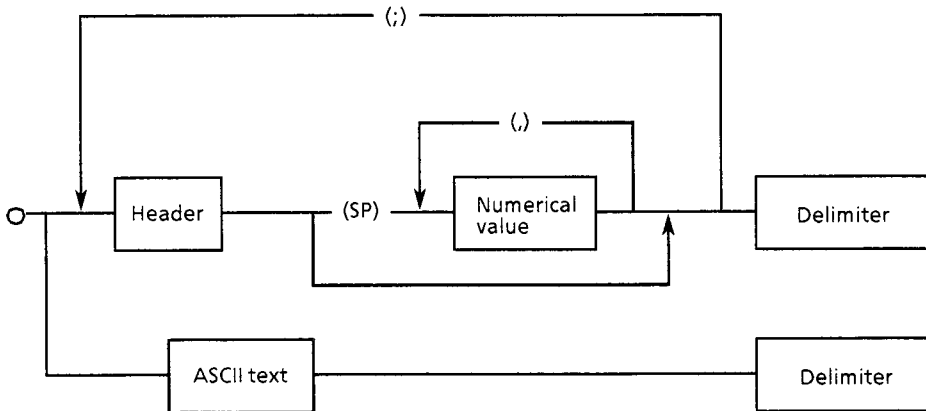 (;)
(,)
Header
(SP)
Numerical
value
Delimiter
ASCII text
Delimiter